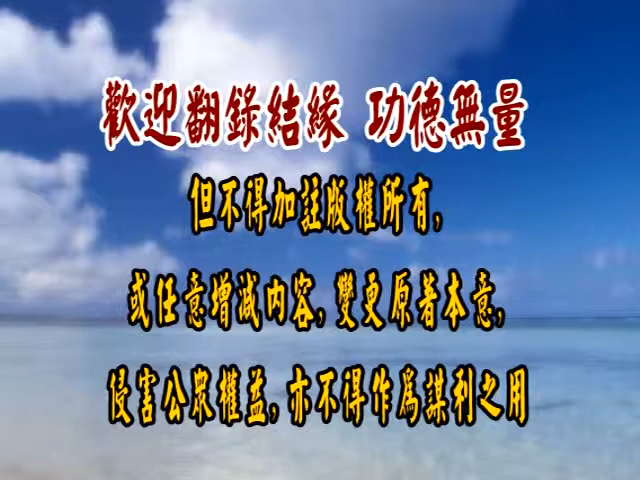 歡迎翻錄結緣 功德無量
但不得加註版權所有,
或任意增減內容,變更原著本意,
侵害公眾權益,亦不得作為謀利之用